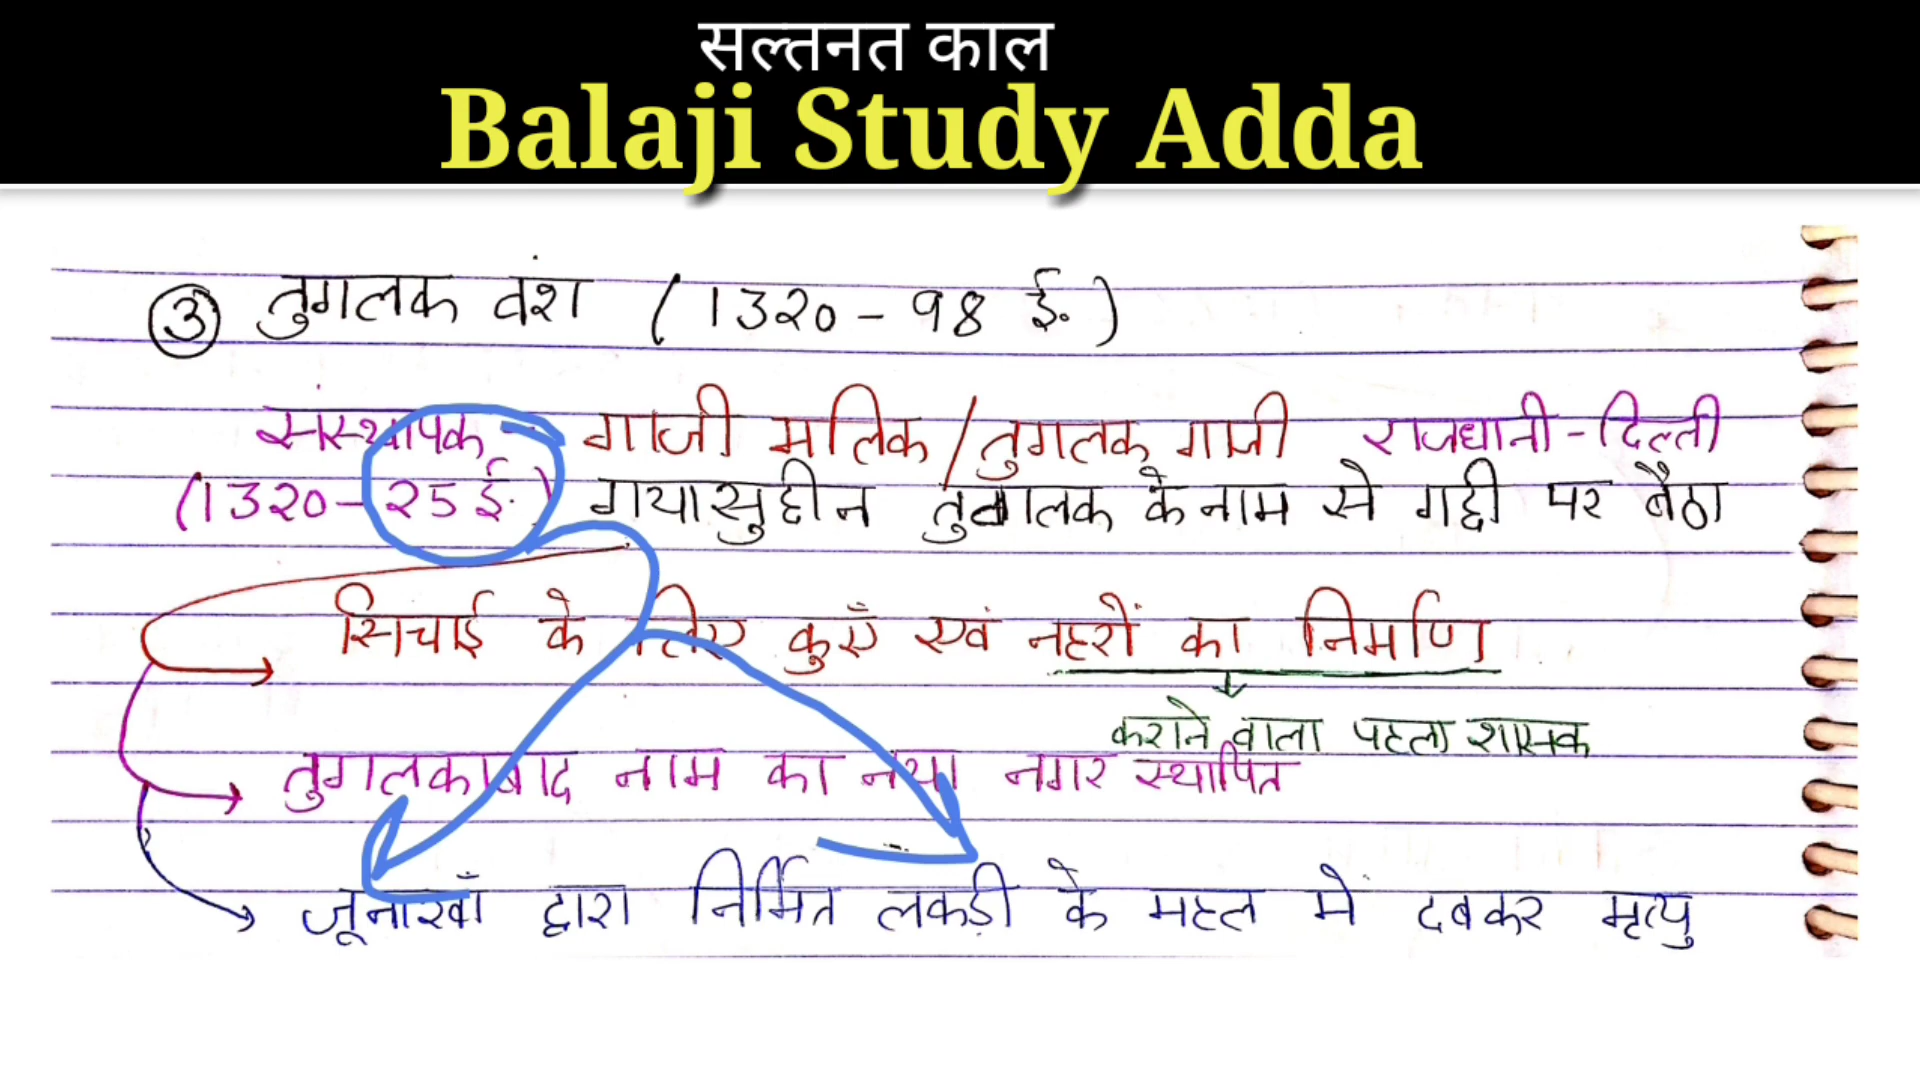 सल्तनत काल
Balaji Study Adda
③ तुगलक वंश (1320 - 98 ई.)
संस्थापक - गाजी मलिक / तुगलक गाजी राजधानी - दिल्ली
(1320-25 ई.) गयासुद्दीन तुगलक के नाम से गद्दी पर बैठा
सिचाई के लिए कुएँ एवं नहरों का निर्माण
कराने वाला पहला शासक
तुगलकाबाद नाम का नया नगर स्थापित
जूनाखाँ द्वारा निर्मित लकड़ी के महल में दबकर मृत्यु